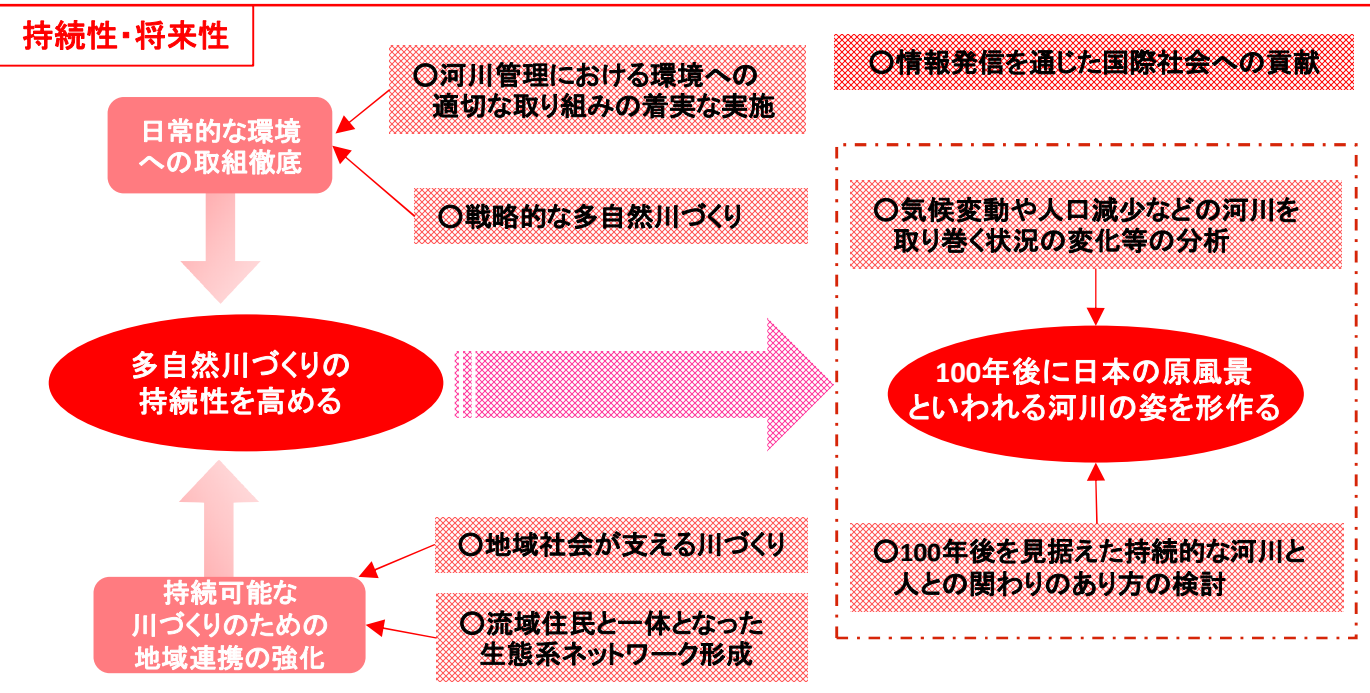 持続性・将来性
日常的な環境
への取組徹底
〇河川管理における環境への
適切な取り組みの着実な実施
〇戦略的な多自然川づくり
多自然川づくりの
持続性を高める
持続可能な
川づくりのための
地域連携の強化
〇地域社会が支える川づくり
〇流域住民と一体となった
生態系ネットワーク形成
〇情報発信を通じた国際社会への貢献
〇気候変動や人口減少などの河川を
取り巻く状況の変化等の分析
100年後に日本の原風景
といわれる河川の姿を形作る
〇100年後を見据えた持続的な河川と
人との関わりのあり方の検討